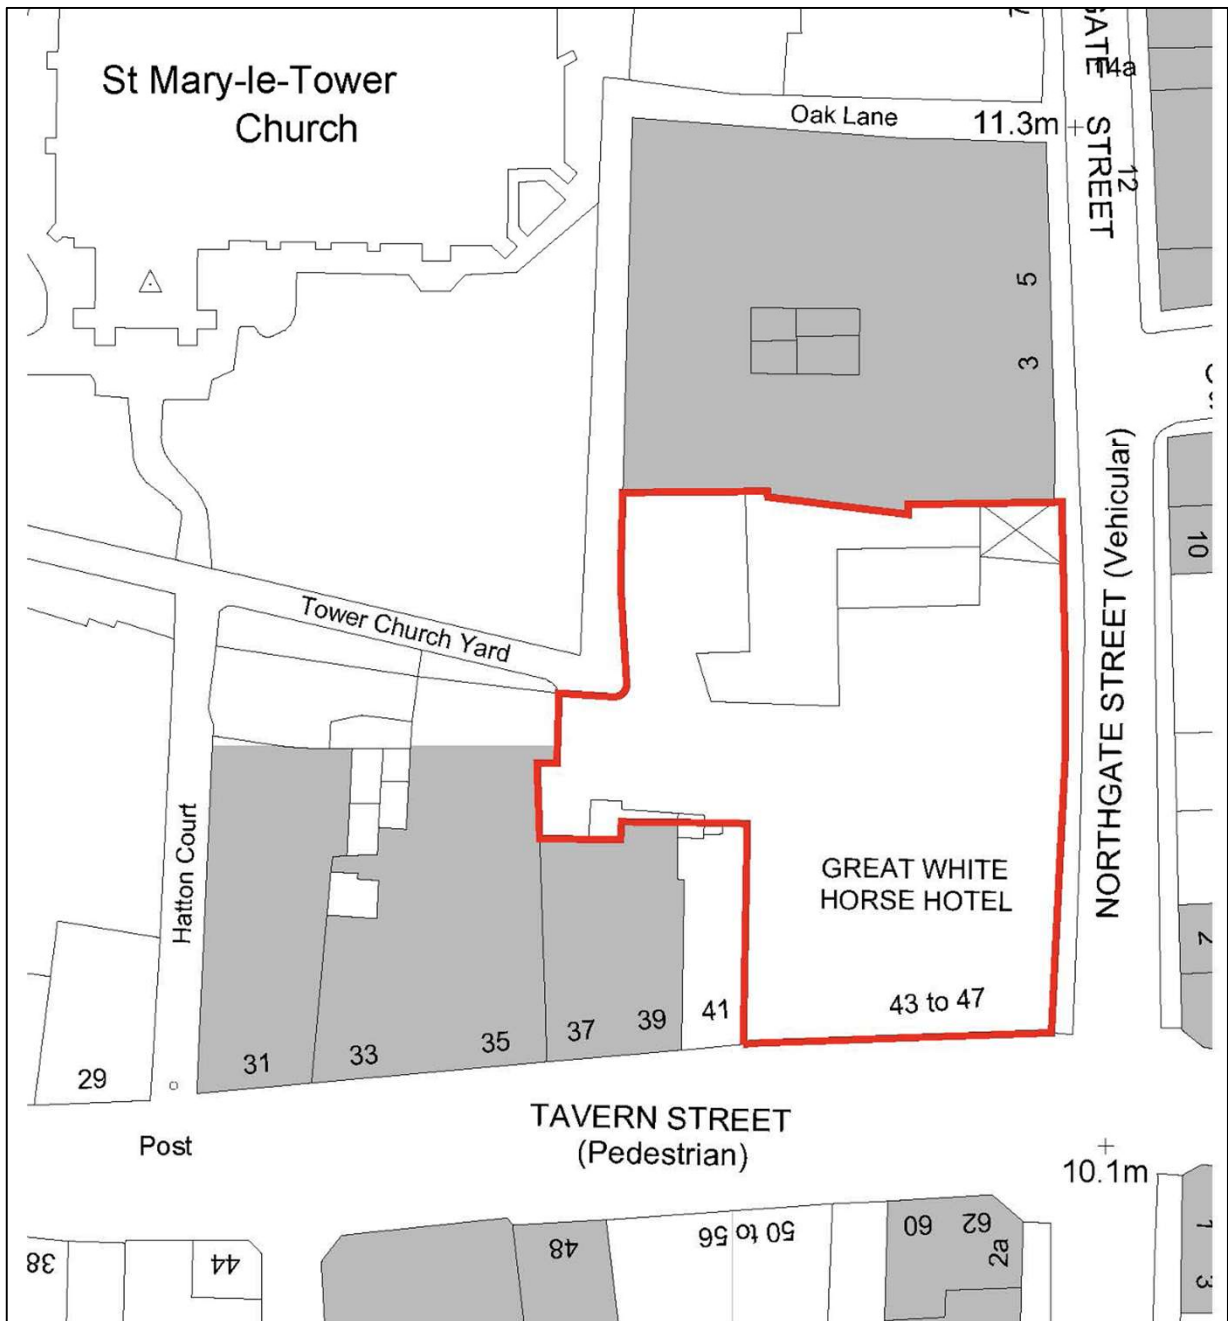 St Mary-le-Tower
Church
Oak Lane
11.3m
GATE STREET
14a
12
5
3
Tower Church Yard
NORTHGATE STREET (Vehicular)
10
Hatton Court
GREAT WHITE
HORSE HOTEL
2
43 to 47
41
39
37
35
33
31
29
TAVERN STREET
(Pedestrian)
Post
10.1m
38
44
48
50 to 56
60
62
2a
1
3